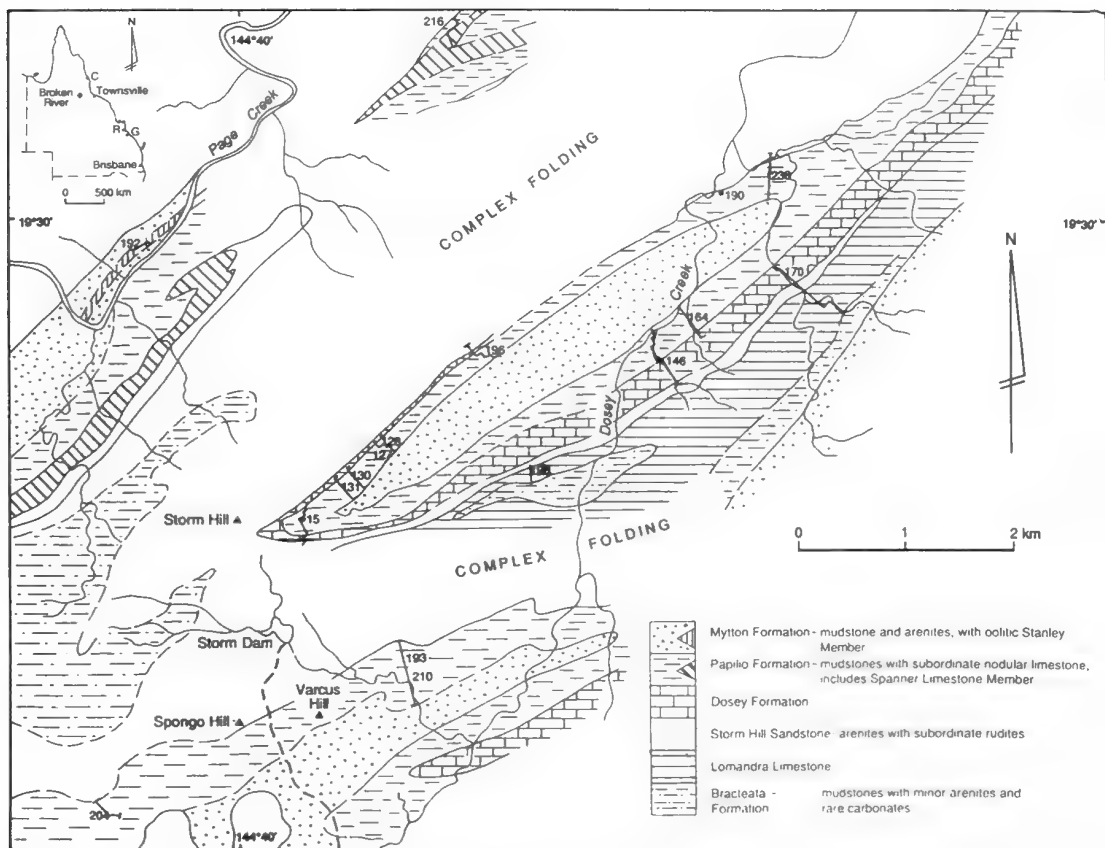 N
144°40'
216
C
Townsville
Broken
River
R
G
Brisbane
0 500 km
Page Creek
COMPLEX FOLDING
238
190
19°30'
19°30'
192
N
170
Creek
164
196
146
Dosey
128
127
130
131
198
15
Storm Hill
0 1 2 km
COMPLEX FOLDING
Storm Dam
193
210
Varcus
Hill
Spongo Hill
204
144°40'
Mytton Formation - mudstone and arenites, with oolitic Stanley
Member
Papilio Formation - mudstones with subordinate nodular limestone,
includes Spanner Limestone Member
Dosey Formation
Storm Hill Sandstone - arenites with subordinate rudites
Lomandra Limestone
Bracteata - mudstones with minor arenites and
Formation rare carbonates